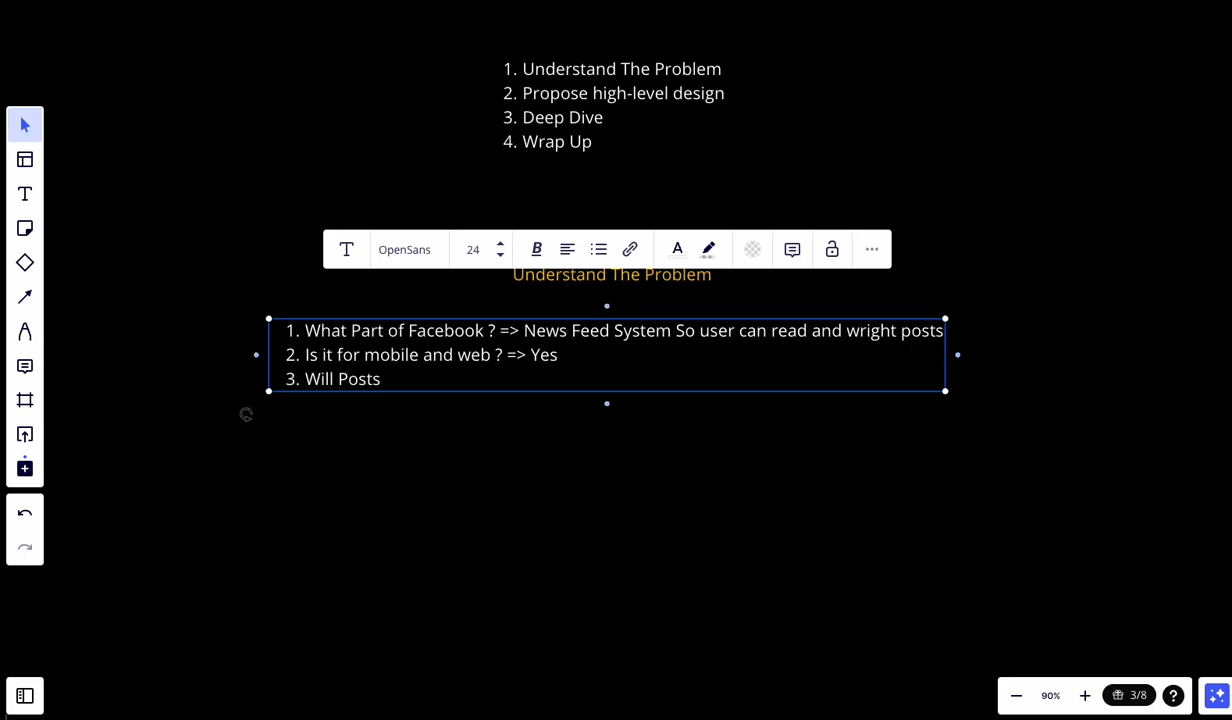 1. Understand The Problem
2. Propose high-level design
3. Deep Dive
4. Wrap Up
OpenSans
24
B
A
Understand The Problem
1. What Part of Facebook ? => News Feed System So user can read and wright posts
2. Is it for mobile and web ? => Yes
3. Will Posts
90%
3/8
?